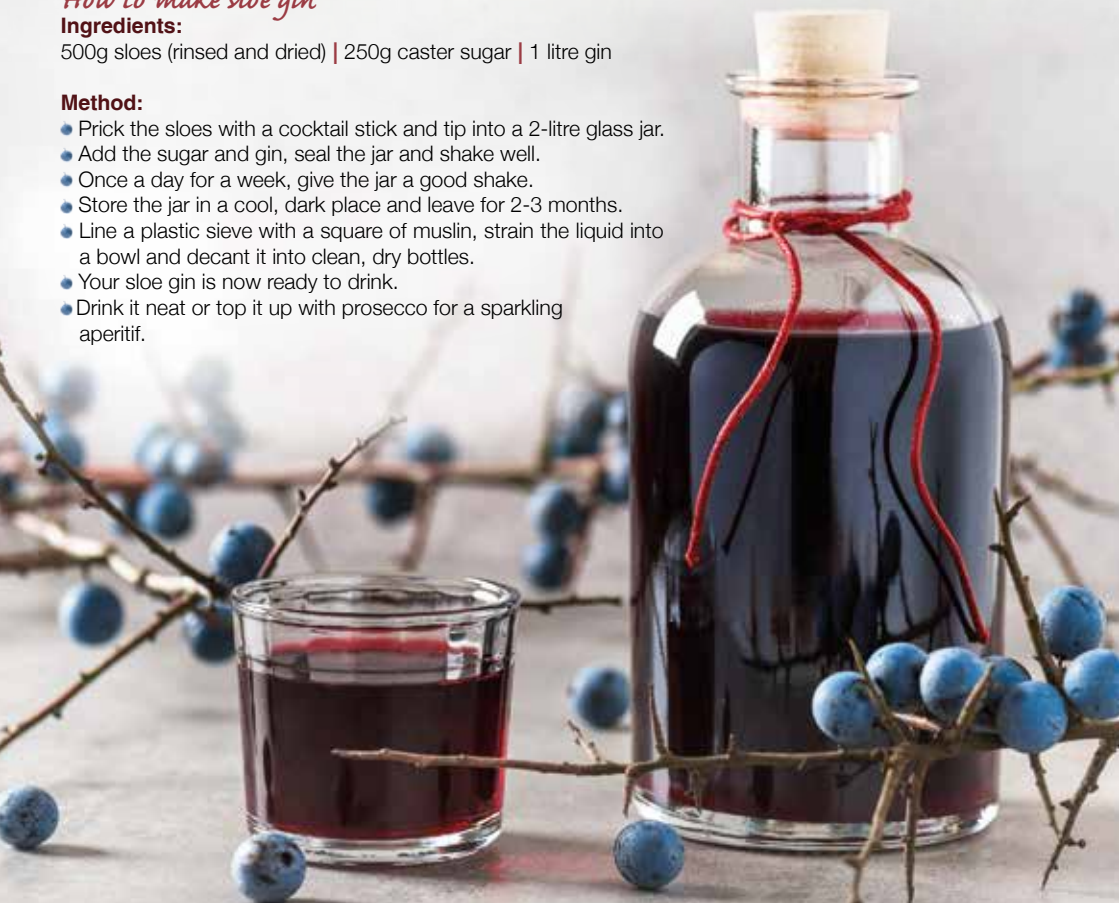 How to make sloe gin
Ingredients:
500g sloes (rinsed and dried) | 250g caster sugar | 1 litre gin
Method:
Prick the sloes with a cocktail stick and tip into a 2-litre glass jar.
Add the sugar and gin, seal the jar and shake well.
Once a day for a week, give the jar a good shake.
Store the jar in a cool, dark place and leave for 2-3 months.
Line a plastic sieve with a square of muslin, strain the liquid into
a bowl and decant it into clean, dry bottles.
Your sloe gin is now ready to drink.
Drink it neat or top it up with prosecco for a sparkling
aperitif.